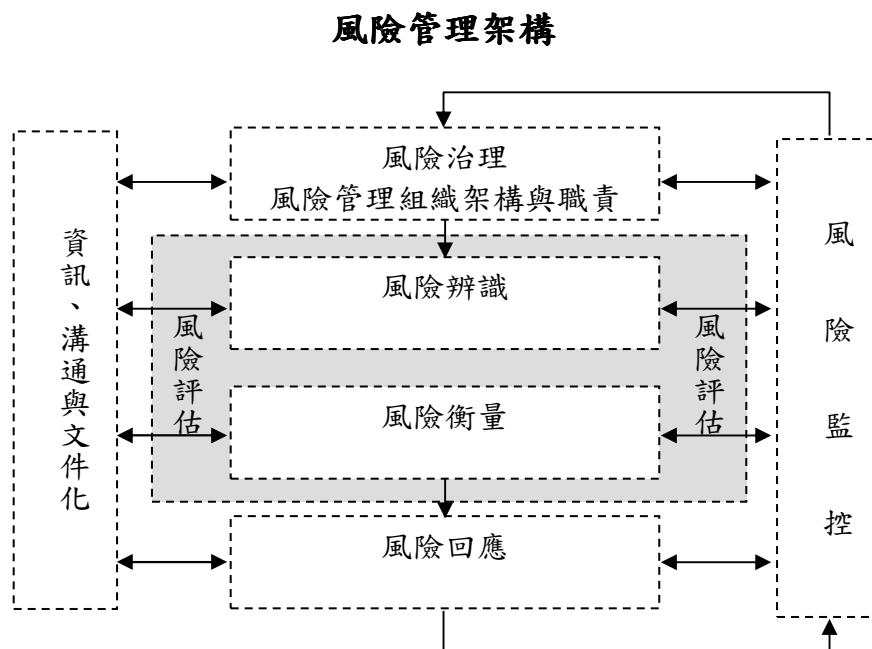 風險管理架構
風險治理
風險管理組織架構與職責
資訊、溝通與文件化
風險辨識
風險評估
風險評估
風險衡量
風險回應
風險監控